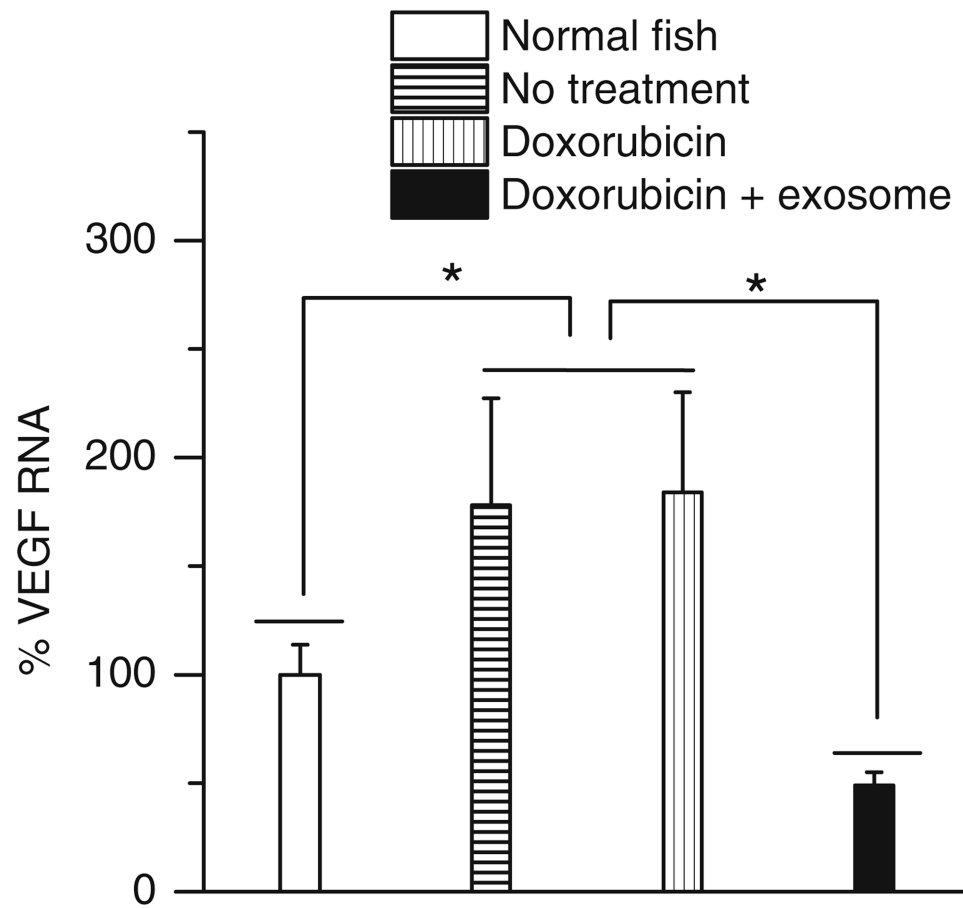 Normal fish
No treatment
Doxorubicin
Doxorubicin + exosome
300
200
100
0
% VEGF RNA
*
*